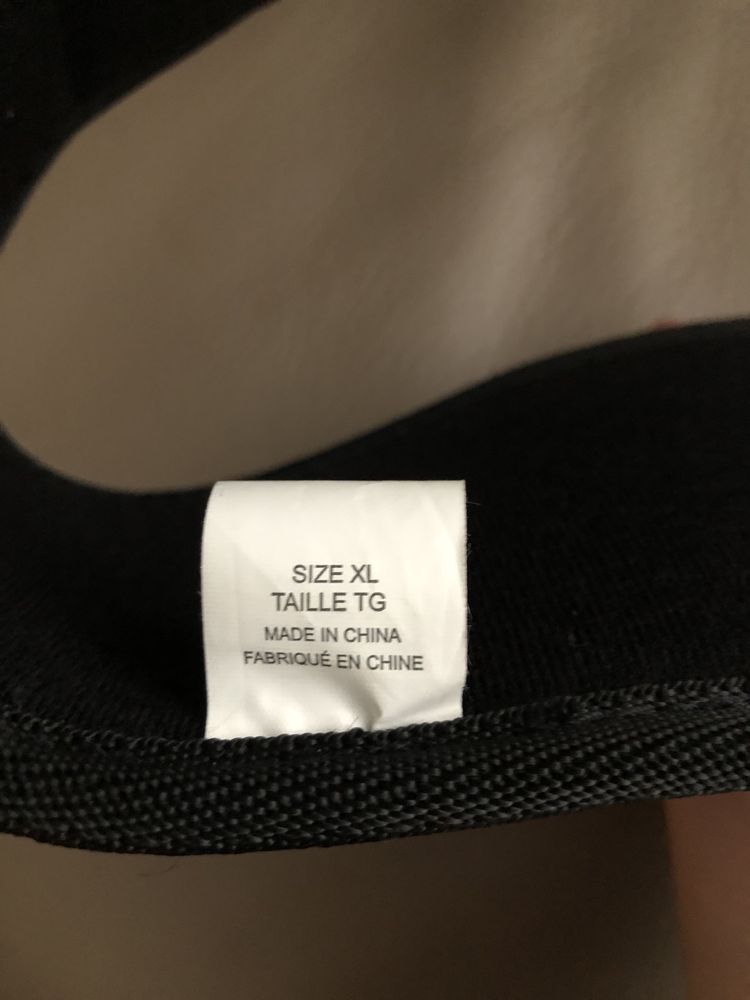 SIZE XL
TAILLE TG
MADE IN CHINA
FABRIQUÉ EN CHINE